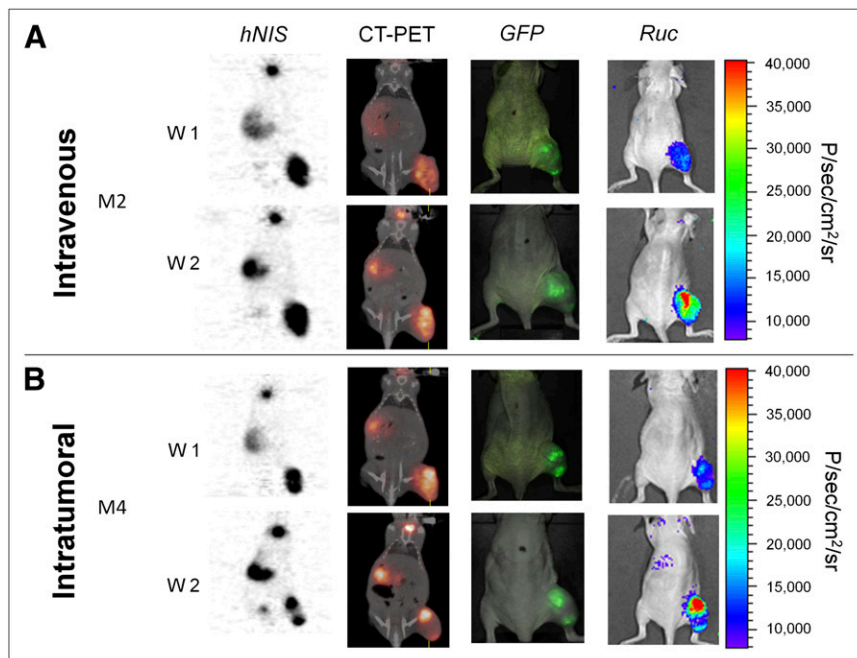 A
hNIS
CT-PET
GFP
Ruc
Intravenous
M2
W 1
W 2
40,000
35,000
30,000
25,000
20,000
15,000
10,000
P/sec/cm²/sr
B
Intratumoral
M4
W 1
W 2
40,000
35,000
30,000
25,000
20,000
15,000
10,000
P/sec/cm²/sr